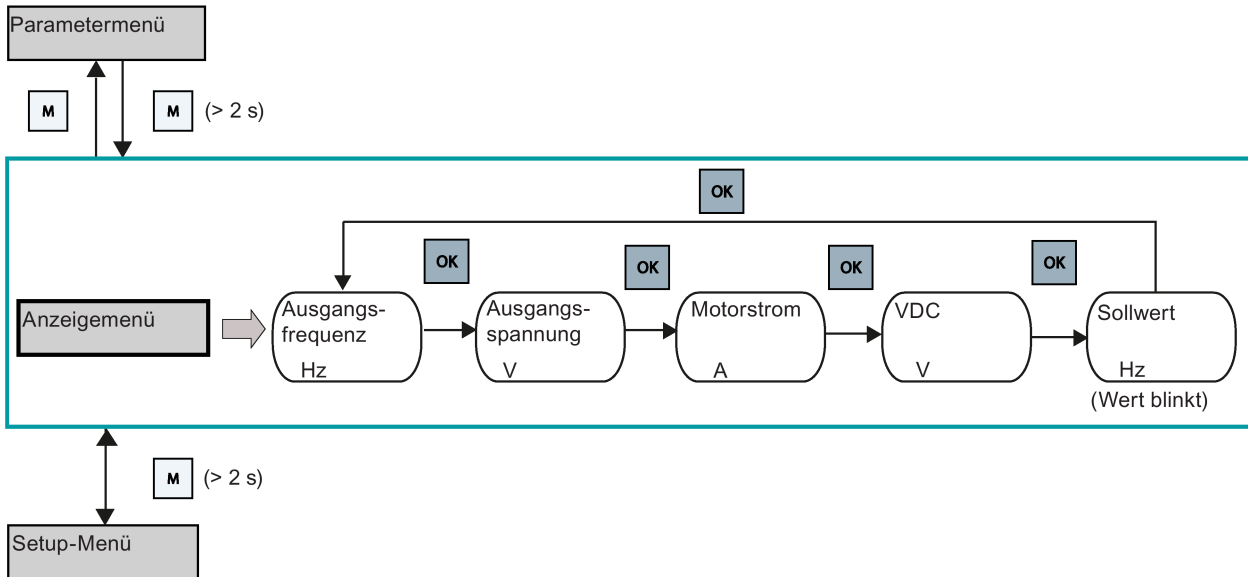 Parametermenü
M
M (> 2 s)
OK
OK
OK
OK
OK
Anzeigemenü
Ausgangs-
frequenz
Hz
Ausgangs-
spannung
V
Motorstrom
A
VDC
V
Sollwert
Hz
(Wert blinkt)
M (> 2 s)
Setup-Menü